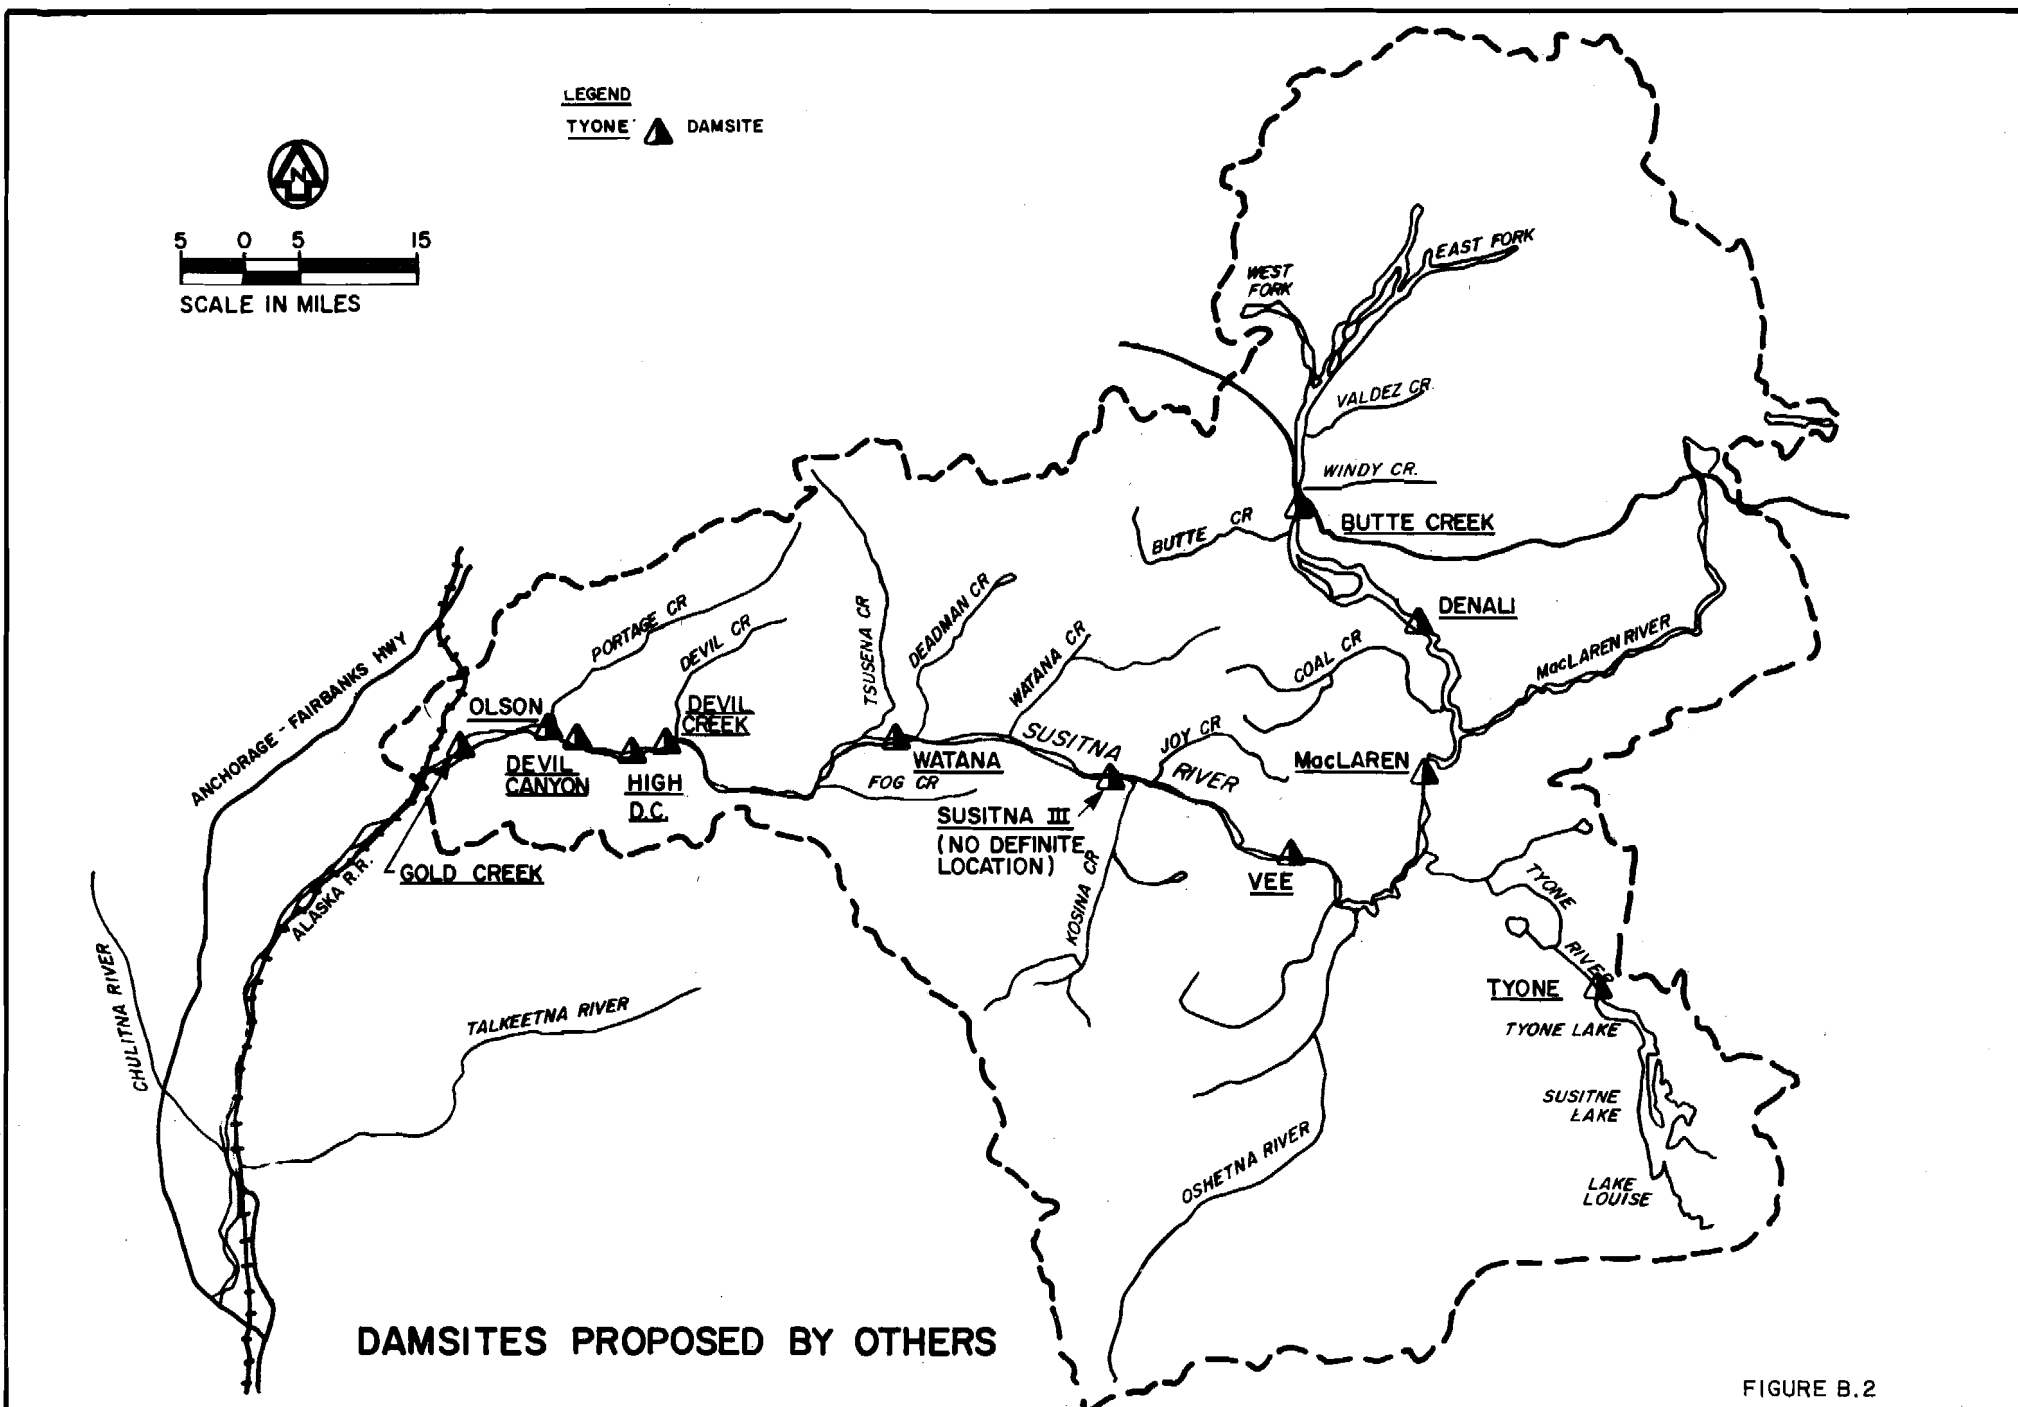 LEGEND
TYONE DAMSITE
N
5 0 5 15
SCALE IN MILES
WEST
FORK
EAST FORK
VALDEZ CR.
WINDY CR.
BUTTE CR
BUTTE CREEK
DENALI
MacLAREN RIVER
COAL CR
MacLAREN
ANCHORAGE - FAIRBANKS HWY
PORTAGE CR
DEVIL CR
TSUSENA CR
DEADMAN CR
WATANA CR
SUSITNA
RIVER
JOY CR
OLSON
DEVIL
CREEK
DEVIL
CANYON
HIGH
D.C.
WATANA
FOG CR
SUSITNA III
(NO DEFINITE
LOCATION)
KOSINA CR
VEE
GOLD CREEK
ALASKA R.R.
CHULITNA RIVER
TALKEETNA RIVER
TYONE
RIVER
TYONE
TYONE LAKE
SUSITNE
LAKE
LAKE
LOUISE
OSHETNA RIVER
DAMSITES PROPOSED BY OTHERS
FIGURE B.2